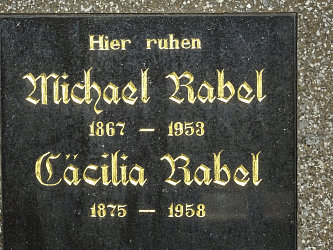 Hier ruhen
Michael Rabel
1867 – 1953
Cäcilia Rabel
1875 – 1958